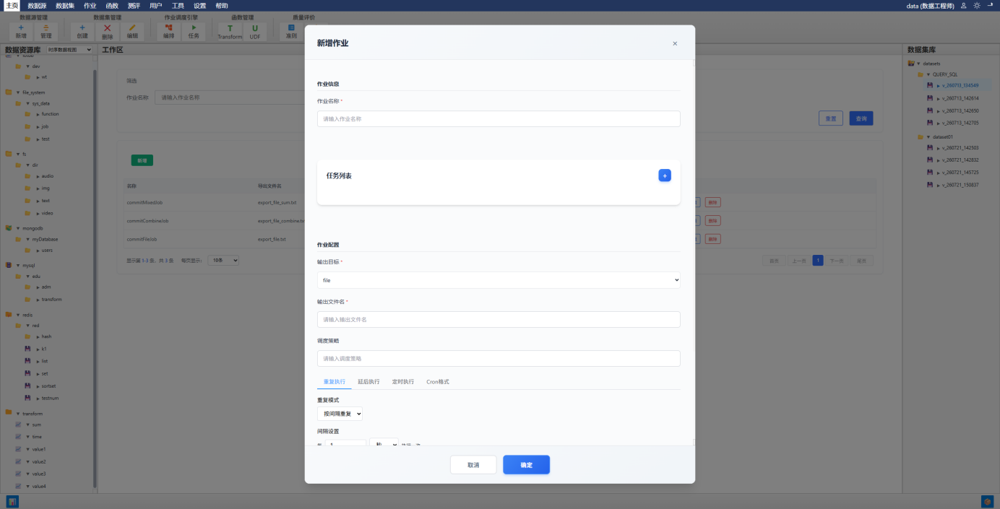 主页 数据源 数据集 作业 函数 测评 用户 工具 设置 帮助 data (数据工程师)
数据源管理 数据集管理 作业调度引擎 函数管理 质量评价
新增 管理 创建 删除 编辑 编排 任务 Transform UDF 准则
数据资源库 时序数据视图
dev
wt
file_system
sys_data
function
job
test
fs
dir
audio
img
text
video
mongodb
myDatabase
users
mysql
edu
adm
transform
redis
red
hash
k1
list
set
sortset
testnum
transform
sum
time
value1
value2
value3
value4
工作区
筛选
作业名称 请输入作业名称
重置 查询
新增
名称 导出文件名
commitMixedJob export_file_sum.txt 删除
commitCombineJob export_file_combine.tx 删除
commitFileJob export_file.txt 删除
显示第 1-3 条，共 3 条 每页显示: 10条
首页 上一页 1 下一页 末页
新增作业 ×
作业信息
作业名称 *
请输入作业名称
任务列表 +
作业配置
输出目标 *
file
输出文件名 *
请输入输出文件名
调度策略
请输入调度策略
重复执行 延后执行 定时执行 Cron格式
重复模式
按间隔重复
间隔设置
每 1 秒 执行一次
取消 确定
数据集库
datasets
QUERY_SQL
v_260713_134549
v_260713_142614
v_260713_142650
v_260713_142705
dataset01
v_260721_142503
v_260721_142832
v_260721_145725
v_260721_150837